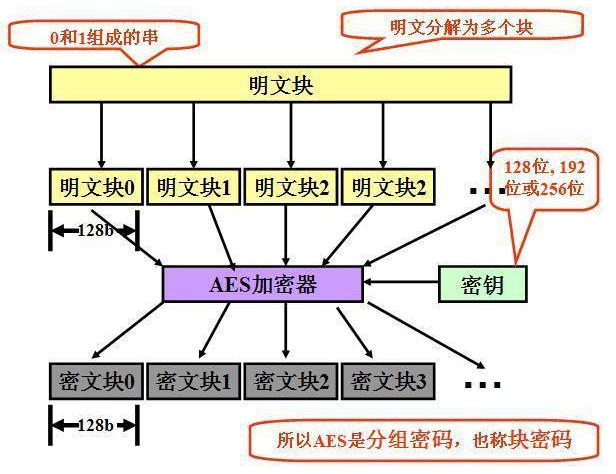 0和1组成的串
明文分解为多个块
明文块
128位, 192
位或256位
明文块0 明文块1 明文块2 明文块2 ...
128b
AES加密器
密钥
密文块0 密文块1 密文块2 密文块3 ...
128b
所以AES是分组密码，也称块密码